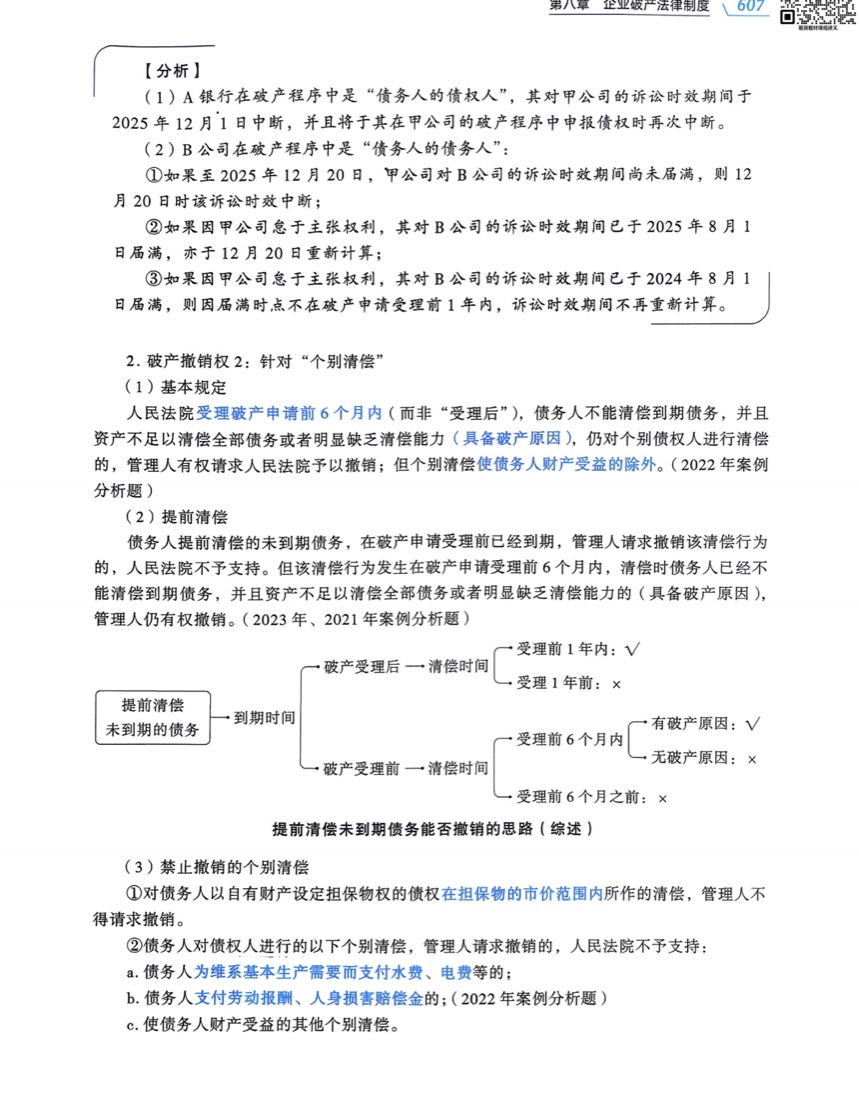 第八章 企业破产法律制度 607
【分析】
（1）A 银行在破产程序中是“债务人的债权人”，其对甲公司的诉讼时效期间于
2025 年 12 月 1 日中断，并且将于其在甲公司的破产程序中申报债权时再次中断。
（2）B 公司在破产程序中是“债务人的债务人”：
①如果至 2025 年 12 月 20 日，甲公司对 B 公司的诉讼时效期间尚未届满，则 12
月 20 日时该诉讼时效中断；
②如果因甲公司怠于主张权利，其对 B 公司的诉讼时效期间已于 2025 年 8 月 1
日届满，亦于 12 月 20 日重新计算；
③如果因甲公司怠于主张权利，其对 B 公司的诉讼时效期间已于 2024 年 8 月 1
日届满，则因届满时点不在破产申请受理前 1 年内，诉讼时效期间不再重新计算。
2. 破产撤销权 2：针对“个别清偿”
（1）基本规定
人民法院受理破产申请前 6 个月内（而非“受理后”），债务人不能清偿到期债务，并且
资产不足以清偿全部债务或者明显缺乏清偿能力（具备破产原因），仍对个别债权人进行清偿
的，管理人有权请求人民法院予以撤销；但个别清偿使债务人财产受益的除外。（2022 年案例
分析题）
（2）提前清偿
债务人提前清偿的未到期债务，在破产申请受理前已经到期，管理人请求撤销该清偿行为
的，人民法院不予支持。但该清偿行为发生在破产申请受理前 6 个月内，清偿时债务人已经不
能清偿到期债务，并且资产不足以清偿全部债务或者明显缺乏清偿能力的（具备破产原因），
管理人仍有权撤销。（2023 年、2021 年案例分析题）
提前清偿
未到期的债务
到期时间
破产受理后
清偿时间
受理前 1 年内：√
受理 1 年前：×
破产受理前
清偿时间
受理前 6 个月内
有破产原因：√
无破产原因：×
受理前 6 个月之前：×
提前清偿未到期债务能否撤销的思路（综述）
（3）禁止撤销的个别清偿
①对债务人以自有财产设定担保物权的债权在担保物的市价范围内所作的清偿，管理人不
得请求撤销。
②债务人对债权人进行的以下个别清偿，管理人请求撤销的，人民法院不予支持：
a. 债务人为维系基本生产需要而支付水费、电费等的；
b. 债务人支付劳动报酬、人身损害赔偿金的；（2022 年案例分析题）
c. 使债务人财产受益的其他个别清偿。